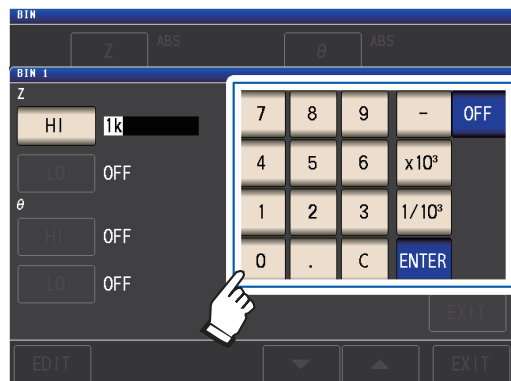 BIN
Z ABS θ ABS
BIN 1
Z
HI 1k
LO OFF
θ
HI OFF
LO OFF
7 8 9 - OFF
4 5 6 x10³
1 2 3 1/10³
0 . C ENTER
EXIT
EDIT ▼ ▲ EXIT